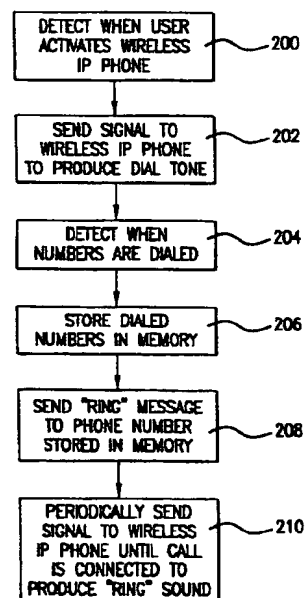 DETECT WHEN USER
ACTIVATES WIRELESS
IP PHONE
200
SEND SIGNAL TO
WIRELESS IP PHONE
TO PRODUCE DIAL TONE
202
DETECT WHEN
NUMBERS ARE DIALED
204
STORE DIALED
NUMBERS IN MEMORY
206
SEND "RING" MESSAGE
TO PHONE NUMBER
STORED IN MEMORY
208
PERIODICALLY SEND
SIGNAL TO WIRELESS
IP PHONE UNTIL CALL
IS CONNECTED TO
PRODUCE "RING" SOUND
210